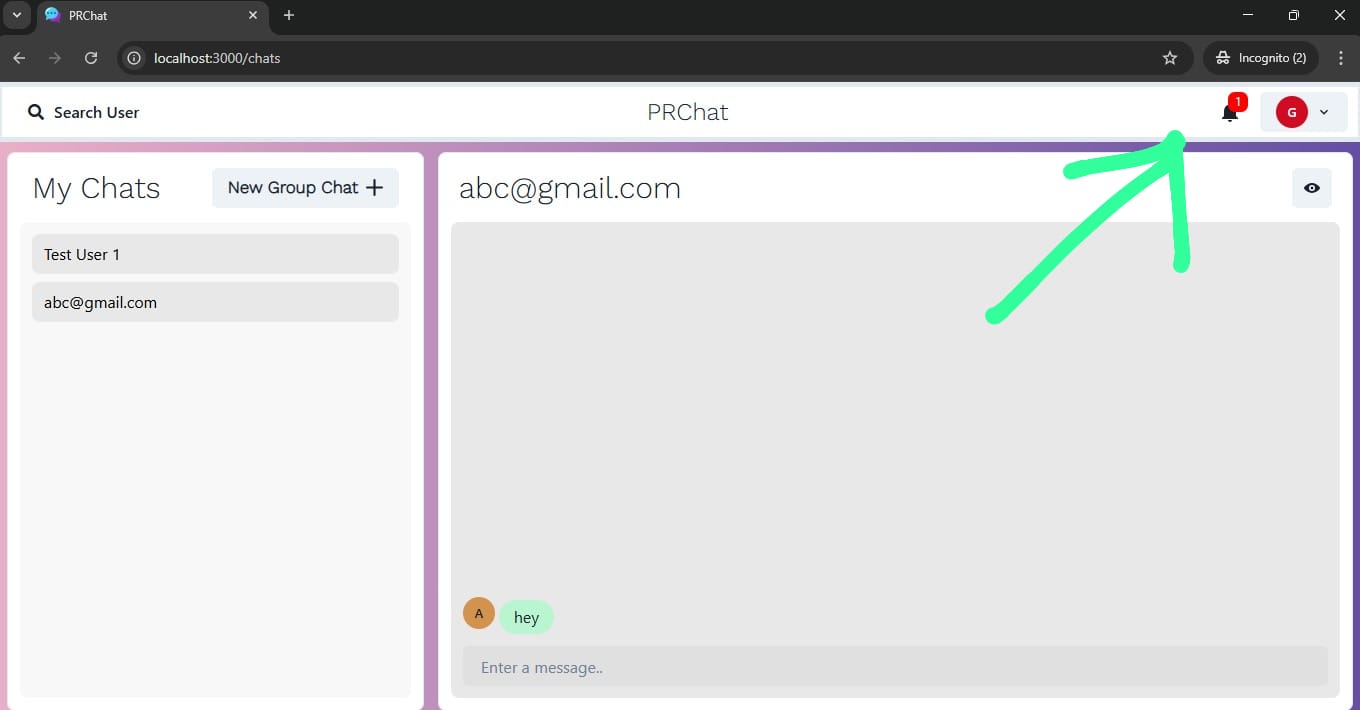 PRChat
localhost:3000/chats
Incognito (2)
Search User
PRChat
1
G
My Chats
New Group Chat +
Test User 1
abc@gmail.com
abc@gmail.com
A
hey
Enter a message..